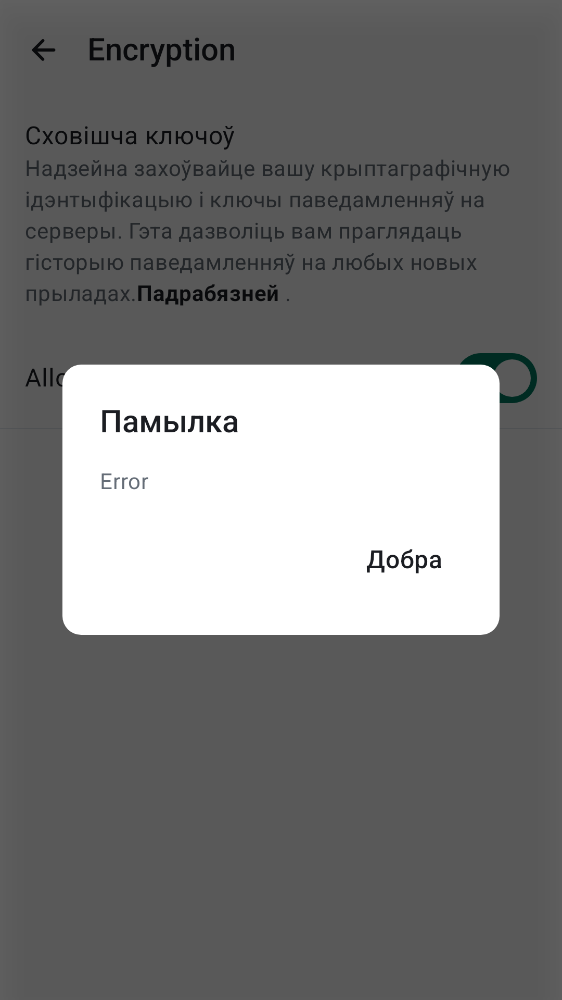 Encryption
Сховішча ключоў
Надзейна захоўвайце вашу крыптаграфічную
ідэнтыфікацыю і ключы паведамленняў на
серверы. Гэта дазволіць вам праглядаць
гісторыю паведамленняў на любых новых
прыладах.Падрабязней .
Памылка
Error
Добра